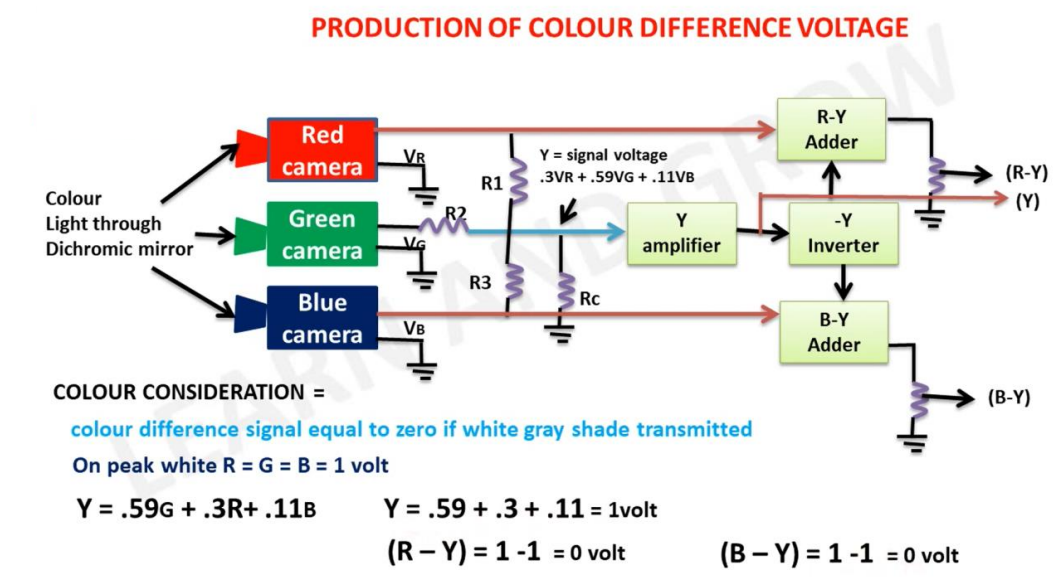 PRODUCTION OF COLOUR DIFFERENCE VOLTAGE
Red
camera
VR
R-Y
Adder
Y = signal voltage
.3VR + .59VG + .11VB
R1
(R-Y)
(Y)
Colour
Light through
Dichromic mirror
Green
camera
R2
VG
Y
amplifier
-Y
Inverter
R3
Rc
Blue
camera
VB
B-Y
Adder
(B-Y)
COLOUR CONSIDERATION =
colour difference signal equal to zero if white gray shade transmitted
On peak white R = G = B = 1 volt
Y = .59G + .3R+ .11B
Y = .59 + .3 + .11 = 1volt
(R – Y) = 1 -1 = 0 volt
(B – Y) = 1 -1 = 0 volt
LEARN AND GROW